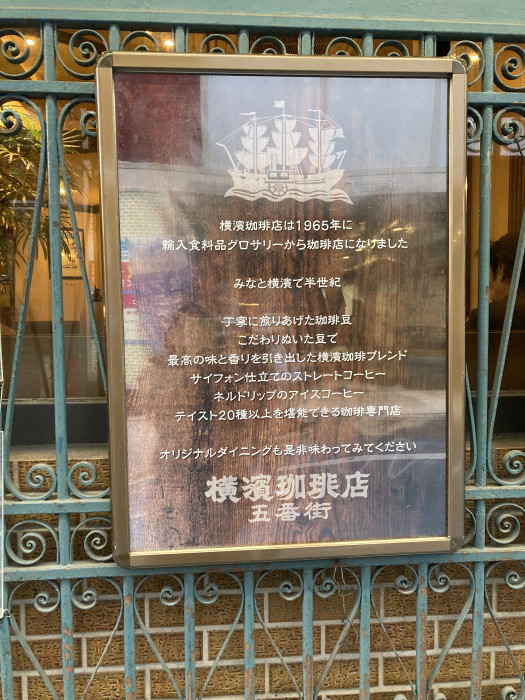 横濱珈琲店は1965年に
輸入食料品グロサリーから珈琲店になりました
みなと横濱で半世紀
丁寧に煎りあげた珈琲豆
こだわりぬいた豆で
最高の味と香りを引き出した横濱珈琲ブレンド
サイフォン仕立てのストレートコーヒー
ネルドリップのアイスコーヒー
テイスト20種以上を堪能できる珈琲専門店
オリジナルダイニングも是非味わってみてください
横濱珈琲店
五番街